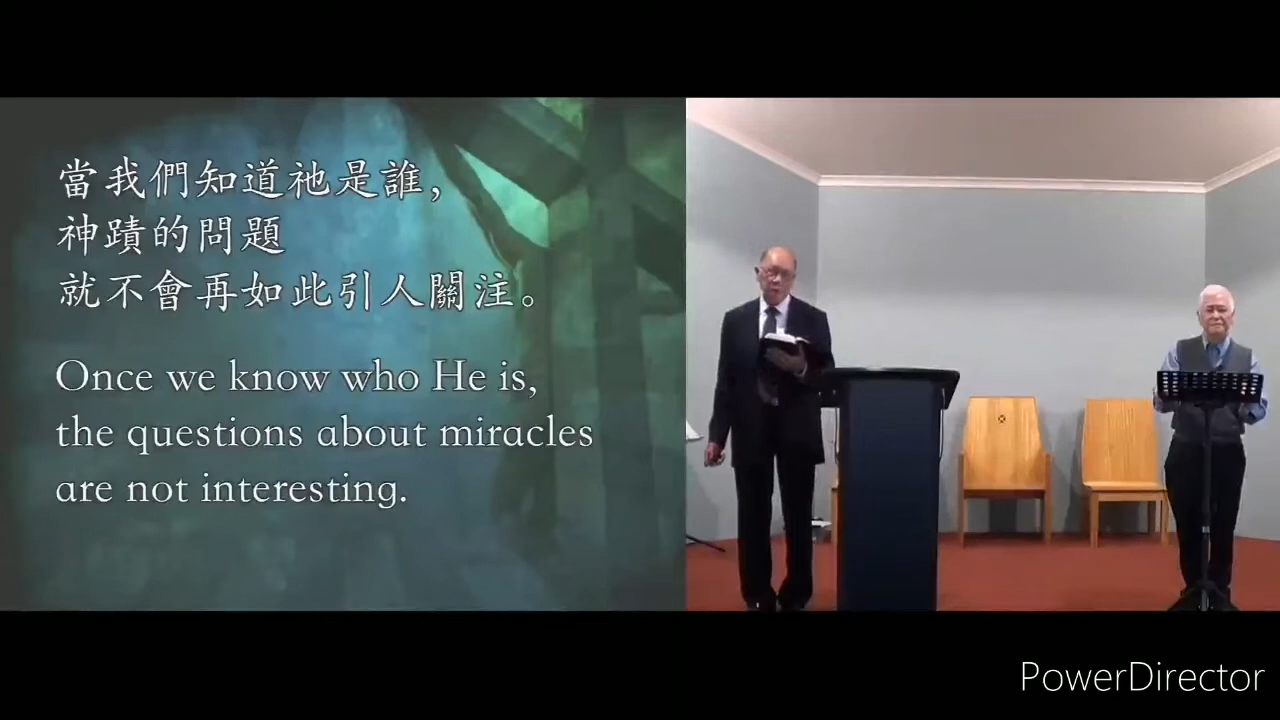 當我們知道祂是誰，
神蹟的問題
就不會再如此引人關注。
Once we know who He is,
the questions about miracles
are not interesting.
PowerDirector